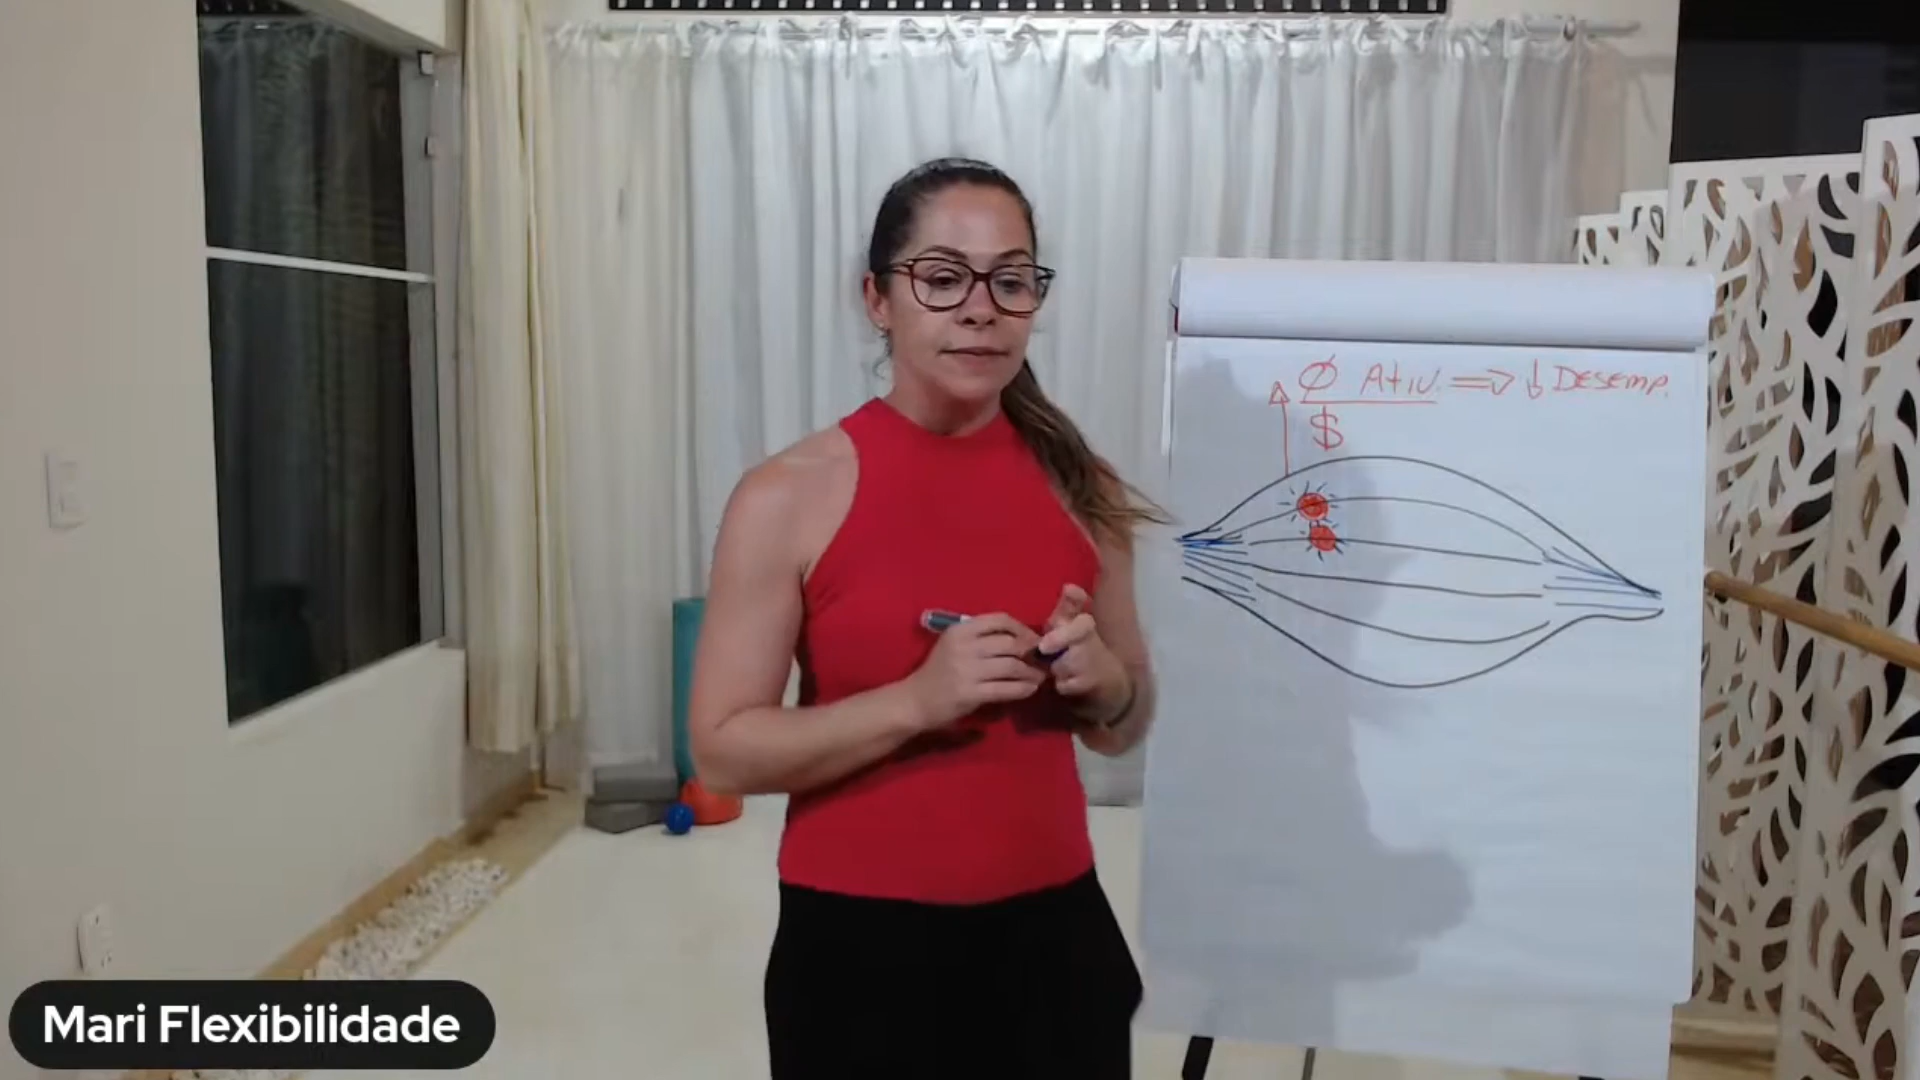 Ø Ativ. => ↓ Desemp.
$
Mari Flexibilidade